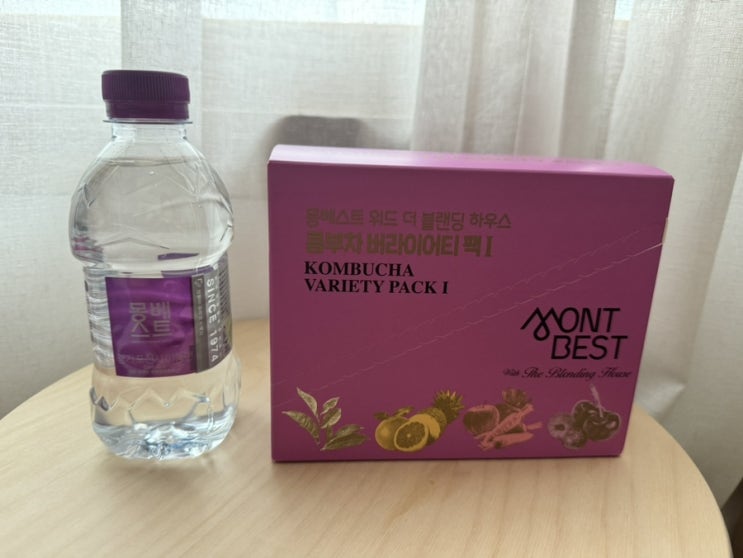 몽베
스트
SINCE 1974
몽베스트 위드 더 블랜딩 하우스
콤부차 버라이어티 팩 I
KOMBUCHA
VARIETY PACK I
MONT
BEST
With The Blending House